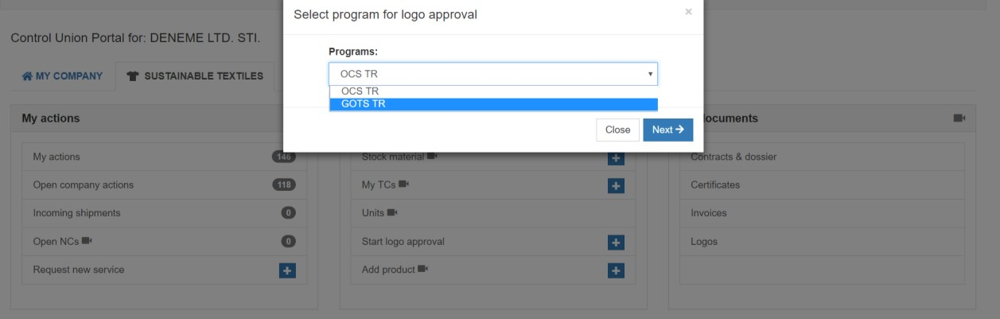 Select program for logo approval
×
Control Union Portal for: DENEME LTD. STI.
Programs:
OCS TR
OCS TR
GOTS TR
MY COMPANY
SUSTAINABLE TEXTILES
Close
Next
My actions
My actions 146
Open company actions 118
Incoming shipments 0
Open NCs 0
Request new service
Stock material
My TCs
Units
Start logo approval
Add product
ocuments
Contracts & dossier
Certificates
Invoices
Logos